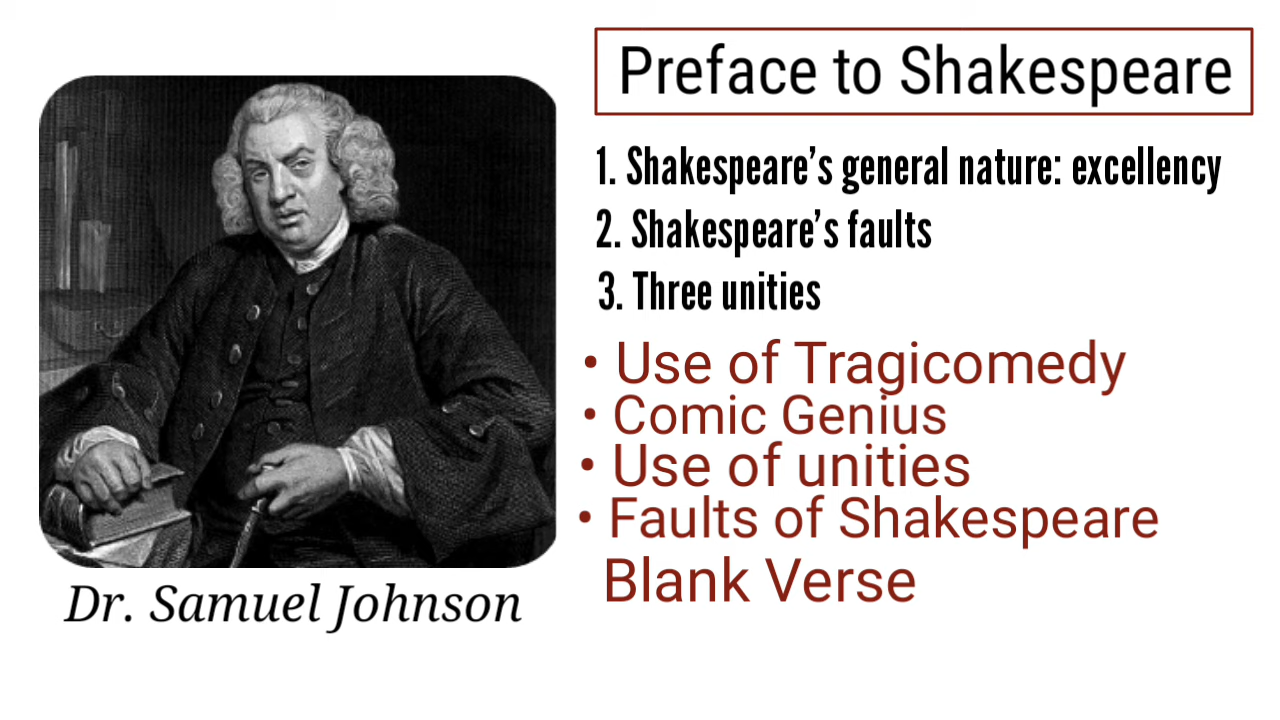 Preface to Shakespeare
1. Shakespeare’s general nature: excellency
2. Shakespeare’s faults
3. Three unities
• Use of Tragicomedy
• Comic Genius
• Use of unities
• Faults of Shakespeare
Blank Verse
Dr. Samuel Johnson